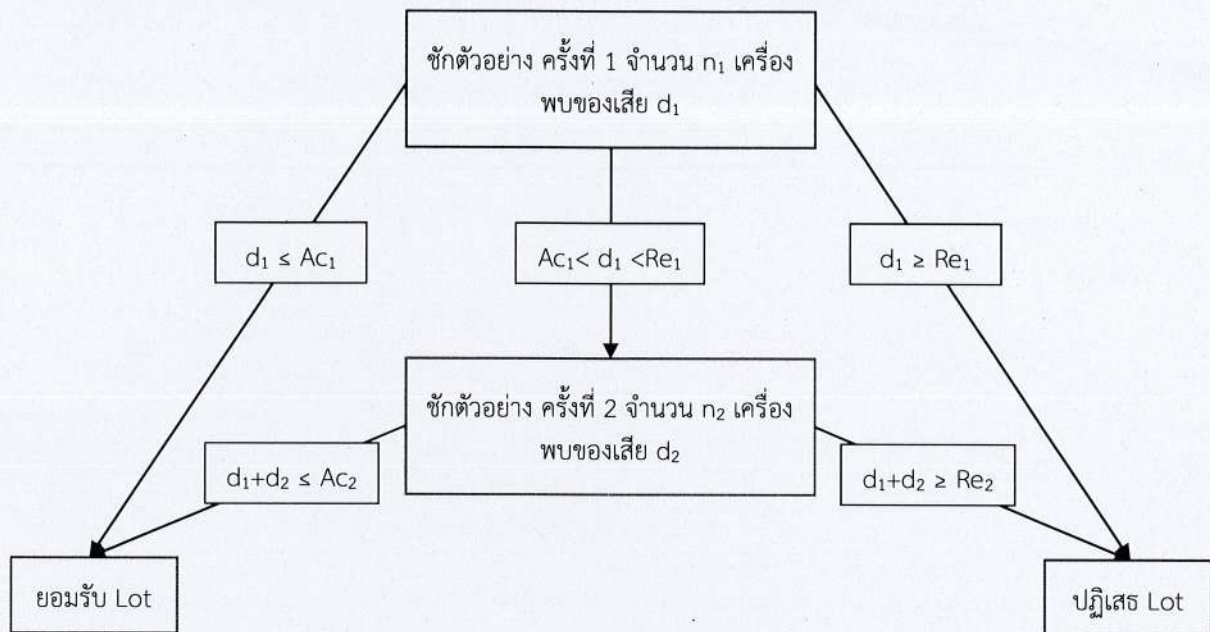 ชักตัวอย่าง ครั้งที่ 1 จำนวน n₁ เครื่อง
พบของเสีย d₁
d₁ ≤ Ac₁
Ac₁< d₁ <Re₁
d₁ ≥ Re₁
ชักตัวอย่าง ครั้งที่ 2 จำนวน n₂ เครื่อง
พบของเสีย d₂
d₁+d₂ ≤ Ac₂
d₁+d₂ ≥ Re₂
ยอมรับ Lot
ปฏิเสธ Lot